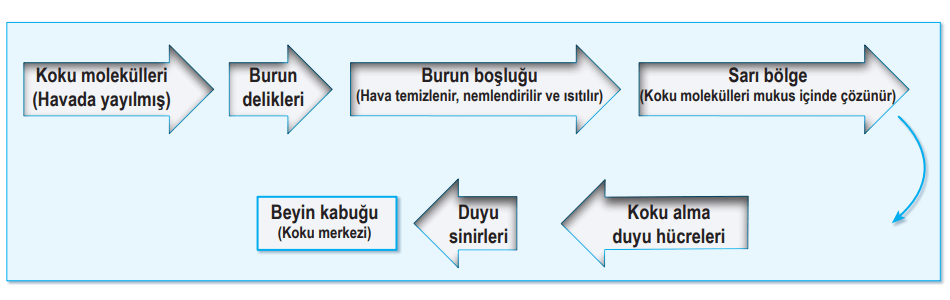 Koku molekülleri
(Havada yayılmış)
Burun
delikleri
Burun boşluğu
(Hava temizlenir, nemlendirilir ve ısıtılır)
Sarı bölge
(Koku molekülleri mukus içinde çözünür)
Koku alma
duyu hücreleri
Duyu
sinirleri
Beyin kabuğu
(Koku merkezi)